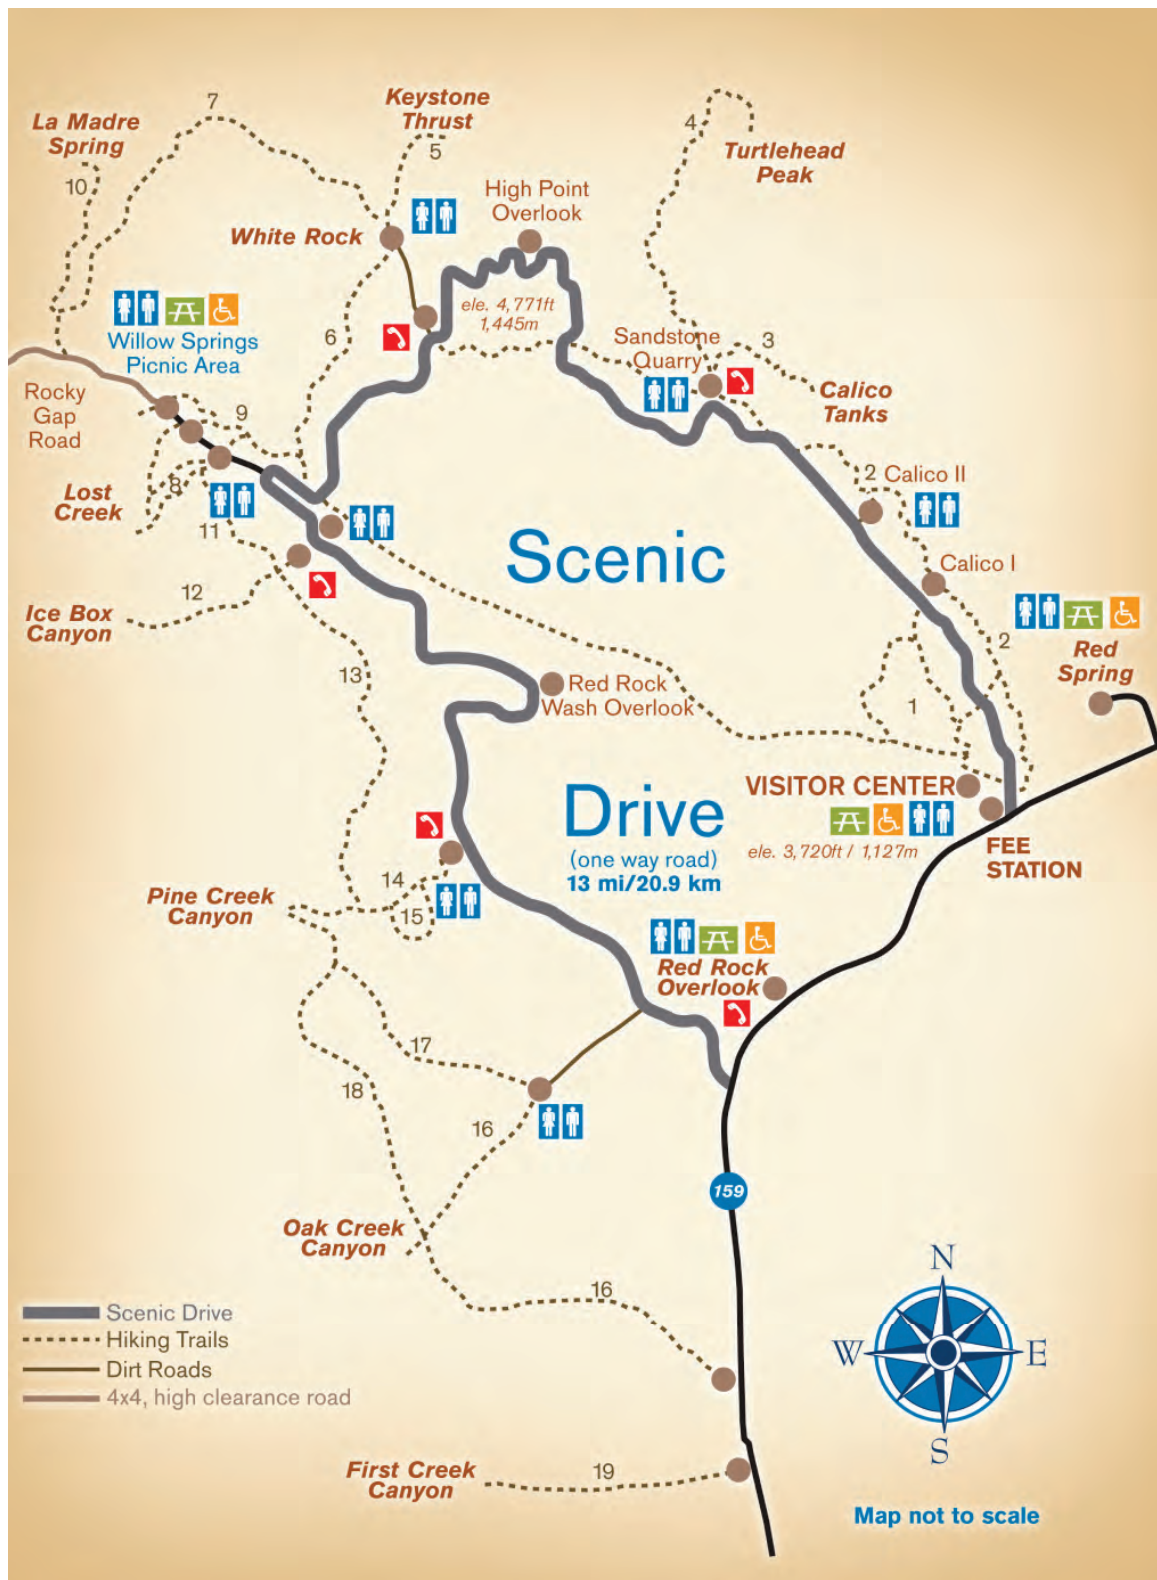 7
Keystone
Thrust
La Madre
Spring
4
5
Turtlehead
Peak
10
High Point
Overlook
White Rock
ele. 4,771ft
1,445m
6
Sandstone
Quarry
3
Willow Springs
Picnic Area
Calico
Tanks
Rocky
Gap
Road
9
2
Calico II
8
Lost
Creek
11
Scenic
Calico I
12
Ice Box
Canyon
2
Red
Spring
13
Red Rock
Wash Overlook
1
VISITOR CENTER
Drive
(one way road)
13 mi/20.9 km
ele. 3,720ft / 1,127m
FEE
STATION
14
15
Pine Creek
Canyon
Red Rock
Overlook
17
18
16
159
Oak Creek
Canyon
16
N
W
E
S
Scenic Drive
Hiking Trails
Dirt Roads
4x4, high clearance road
First Creek
Canyon
19
Map not to scale